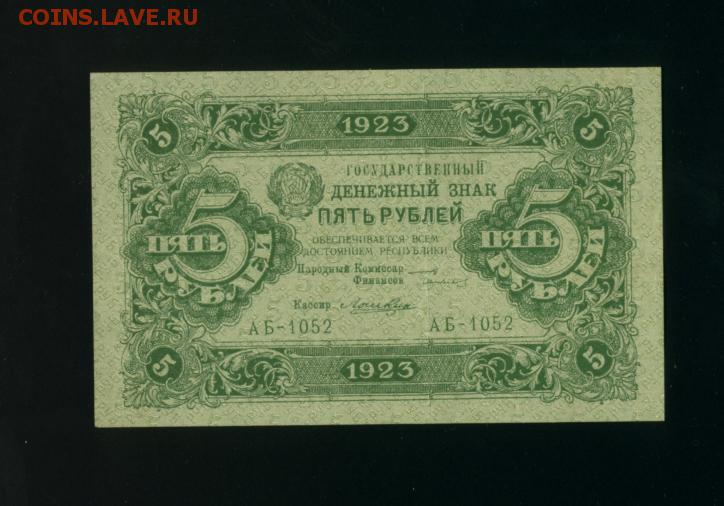 COINS.LAVE.RU
1923
5 5
ГОСУДАРСТВЕННЫЙ
ДЕНЕЖНЫЙ ЗНАК
ПЯТЬ РУБЛЕЙ
ОБЕСПЕЧИВАЕТСЯ ВСЕМ
ДОСТОЯНИЕМ РЕСПУБЛИКИ
5 ПЯТЬ РУБЛЕЙ
5 ПЯТЬ РУБЛЕЙ
Народный Комиссар
Финансов
Кассир
АБ-1052 АБ-1052
5 5
1923